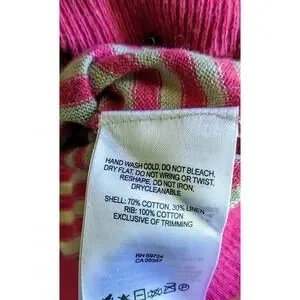 HAND WASH COLD, DO NOT BLEACH.
DRY FLAT, DO NOT WRING OR TWIST.
RESHAPE. DO NOT IRON,
DRYCLEANABLE
SHELL: 70% COTTON, 30% LINEN
RIB: 100% COTTON
EXCLUSIVE OF TRIMMING
RN 69724
CA 05357